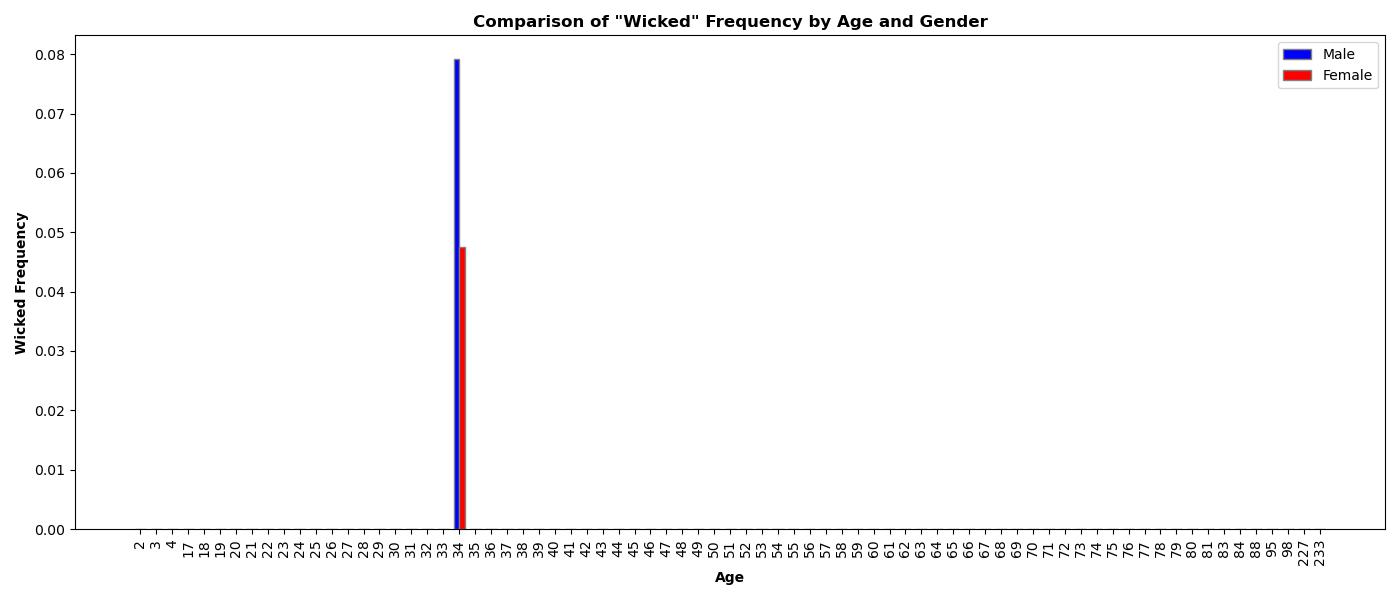 Comparison of "Wicked" Frequency by Age and Gender
Male
Female
0.08
0.07
0.06
0.05
0.04
0.03
0.02
0.01
0.00
Wicked Frequency
2 3 4 17 18 19 20 21 22 23 24 25 26 27 28 29 30 31 32 33 34 35 36 37 38 39 40 41 42 43 44 45 46 47 48 49 50 51 52 53 54 55 56 57 58 59 60 61 62 63 64 65 66 67 68 69 70 71 72 73 74 75 76 77 78 79 80 81 83 84 88 95 98 227 233
Age